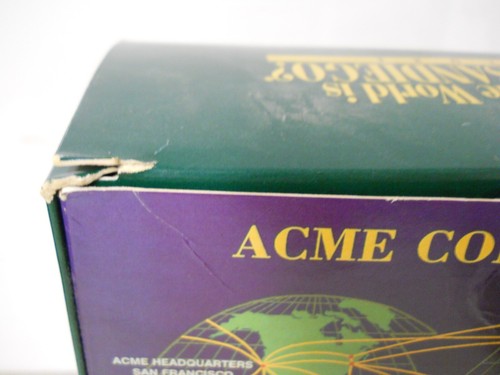 e World is
SANDIEGO?
ACME CO
ACME HEADQUARTERS
SAN FRANCISCO